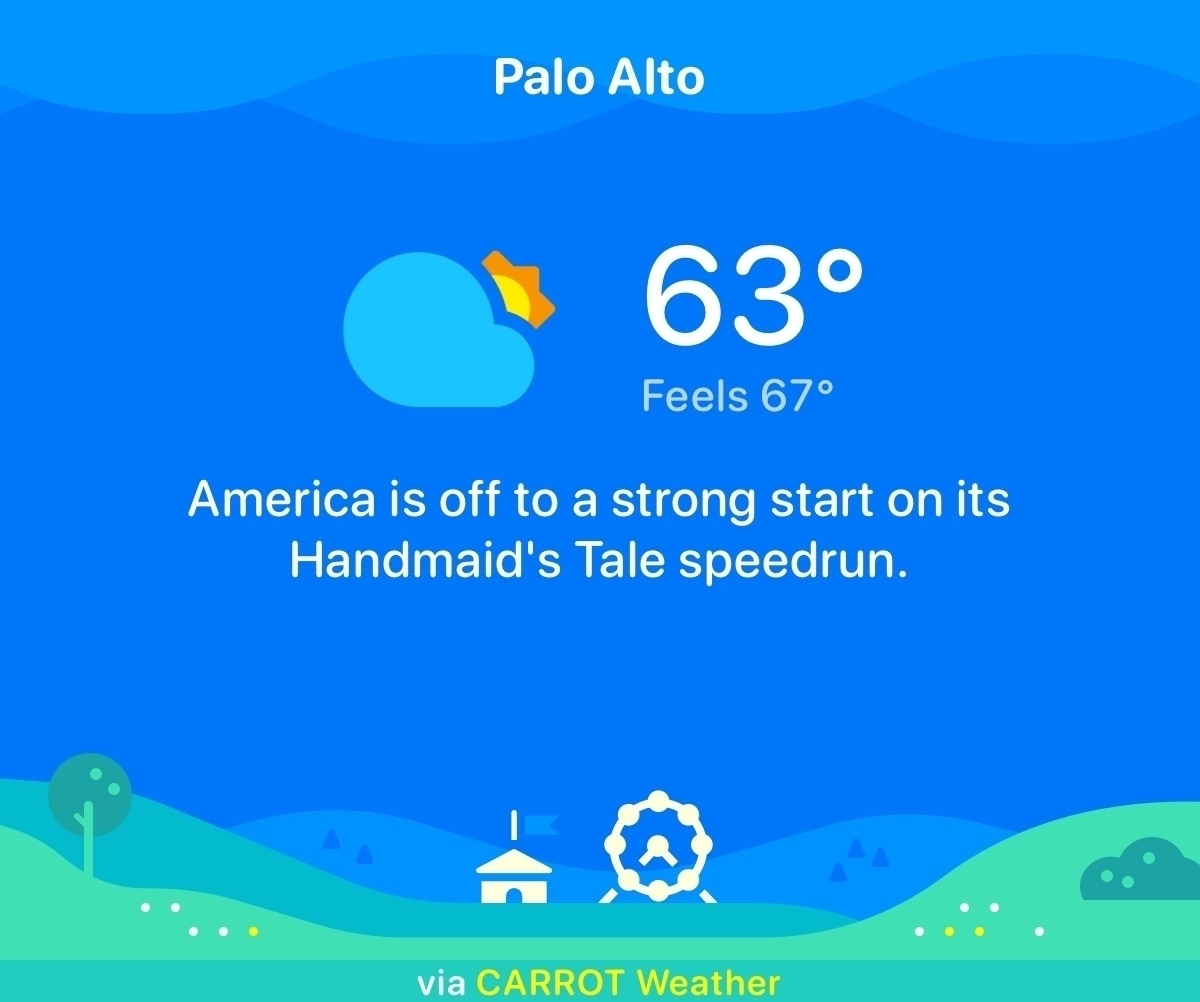 Palo Alto
63°
Feels 67°
America is off to a strong start on its
Handmaid's Tale speedrun.
via CARROT Weather